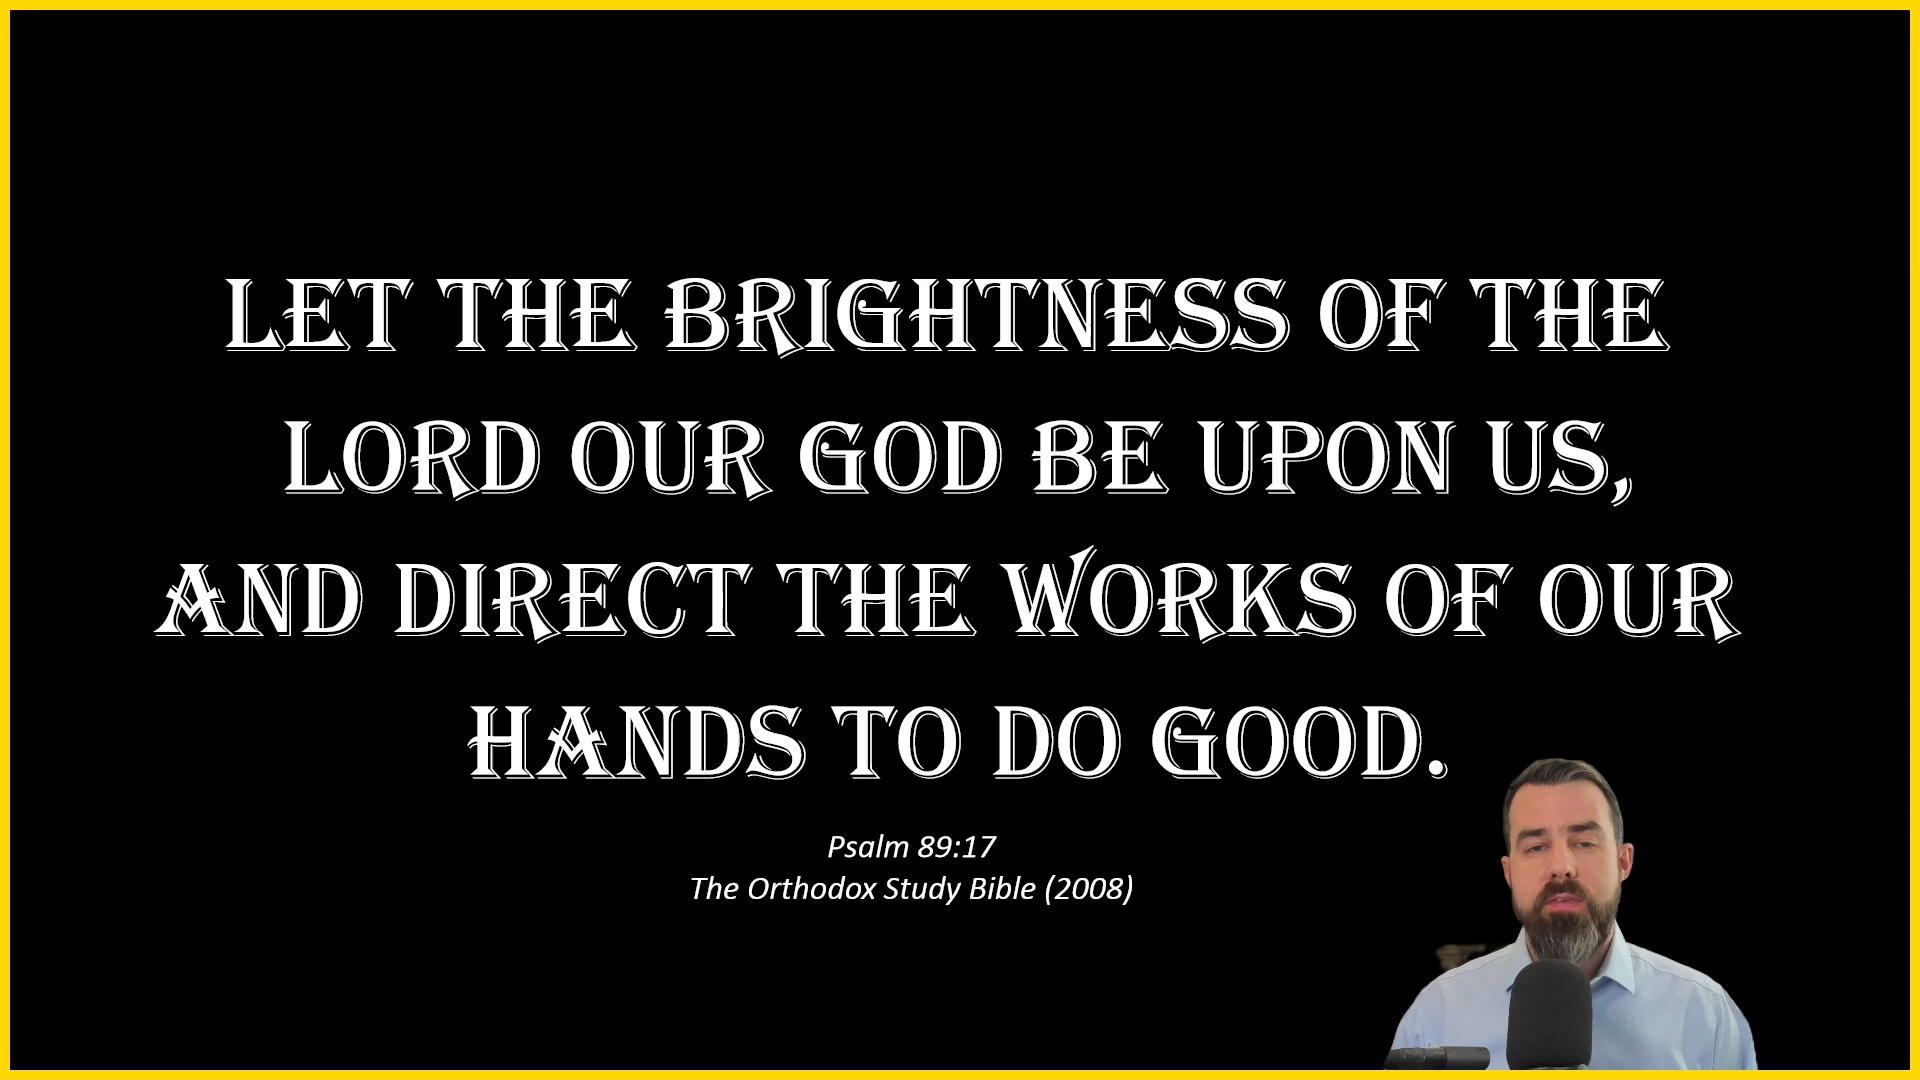 LET THE BRIGHTNESS OF THE
LORD OUR GOD BE UPON US,
AND DIRECT THE WORKS OF OUR
HANDS TO DO GOOD.
Psalm 89:17
The Orthodox Study Bible (2008)